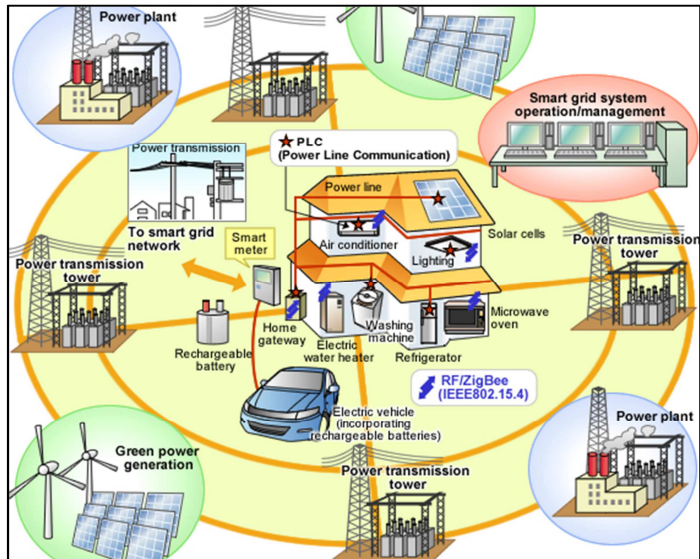 Power plant
Smart grid system
operation/management
★ PLC
(Power Line Communication)
Power transmission
To smart grid
network
Smart
meter
Power line
Air conditioner
Lighting
Solar cells
Power transmission
tower
Power transmission
tower
Home
gateway
Electric
water heater
Washing
machine
Refrigerator
Microwave
oven
Rechargeable
battery
RF/ZigBee
(IEEE802.15.4)
Electric vehicle
(incorporating
rechargeable batteries)
Green power
generation
Power transmission
tower
Power plant